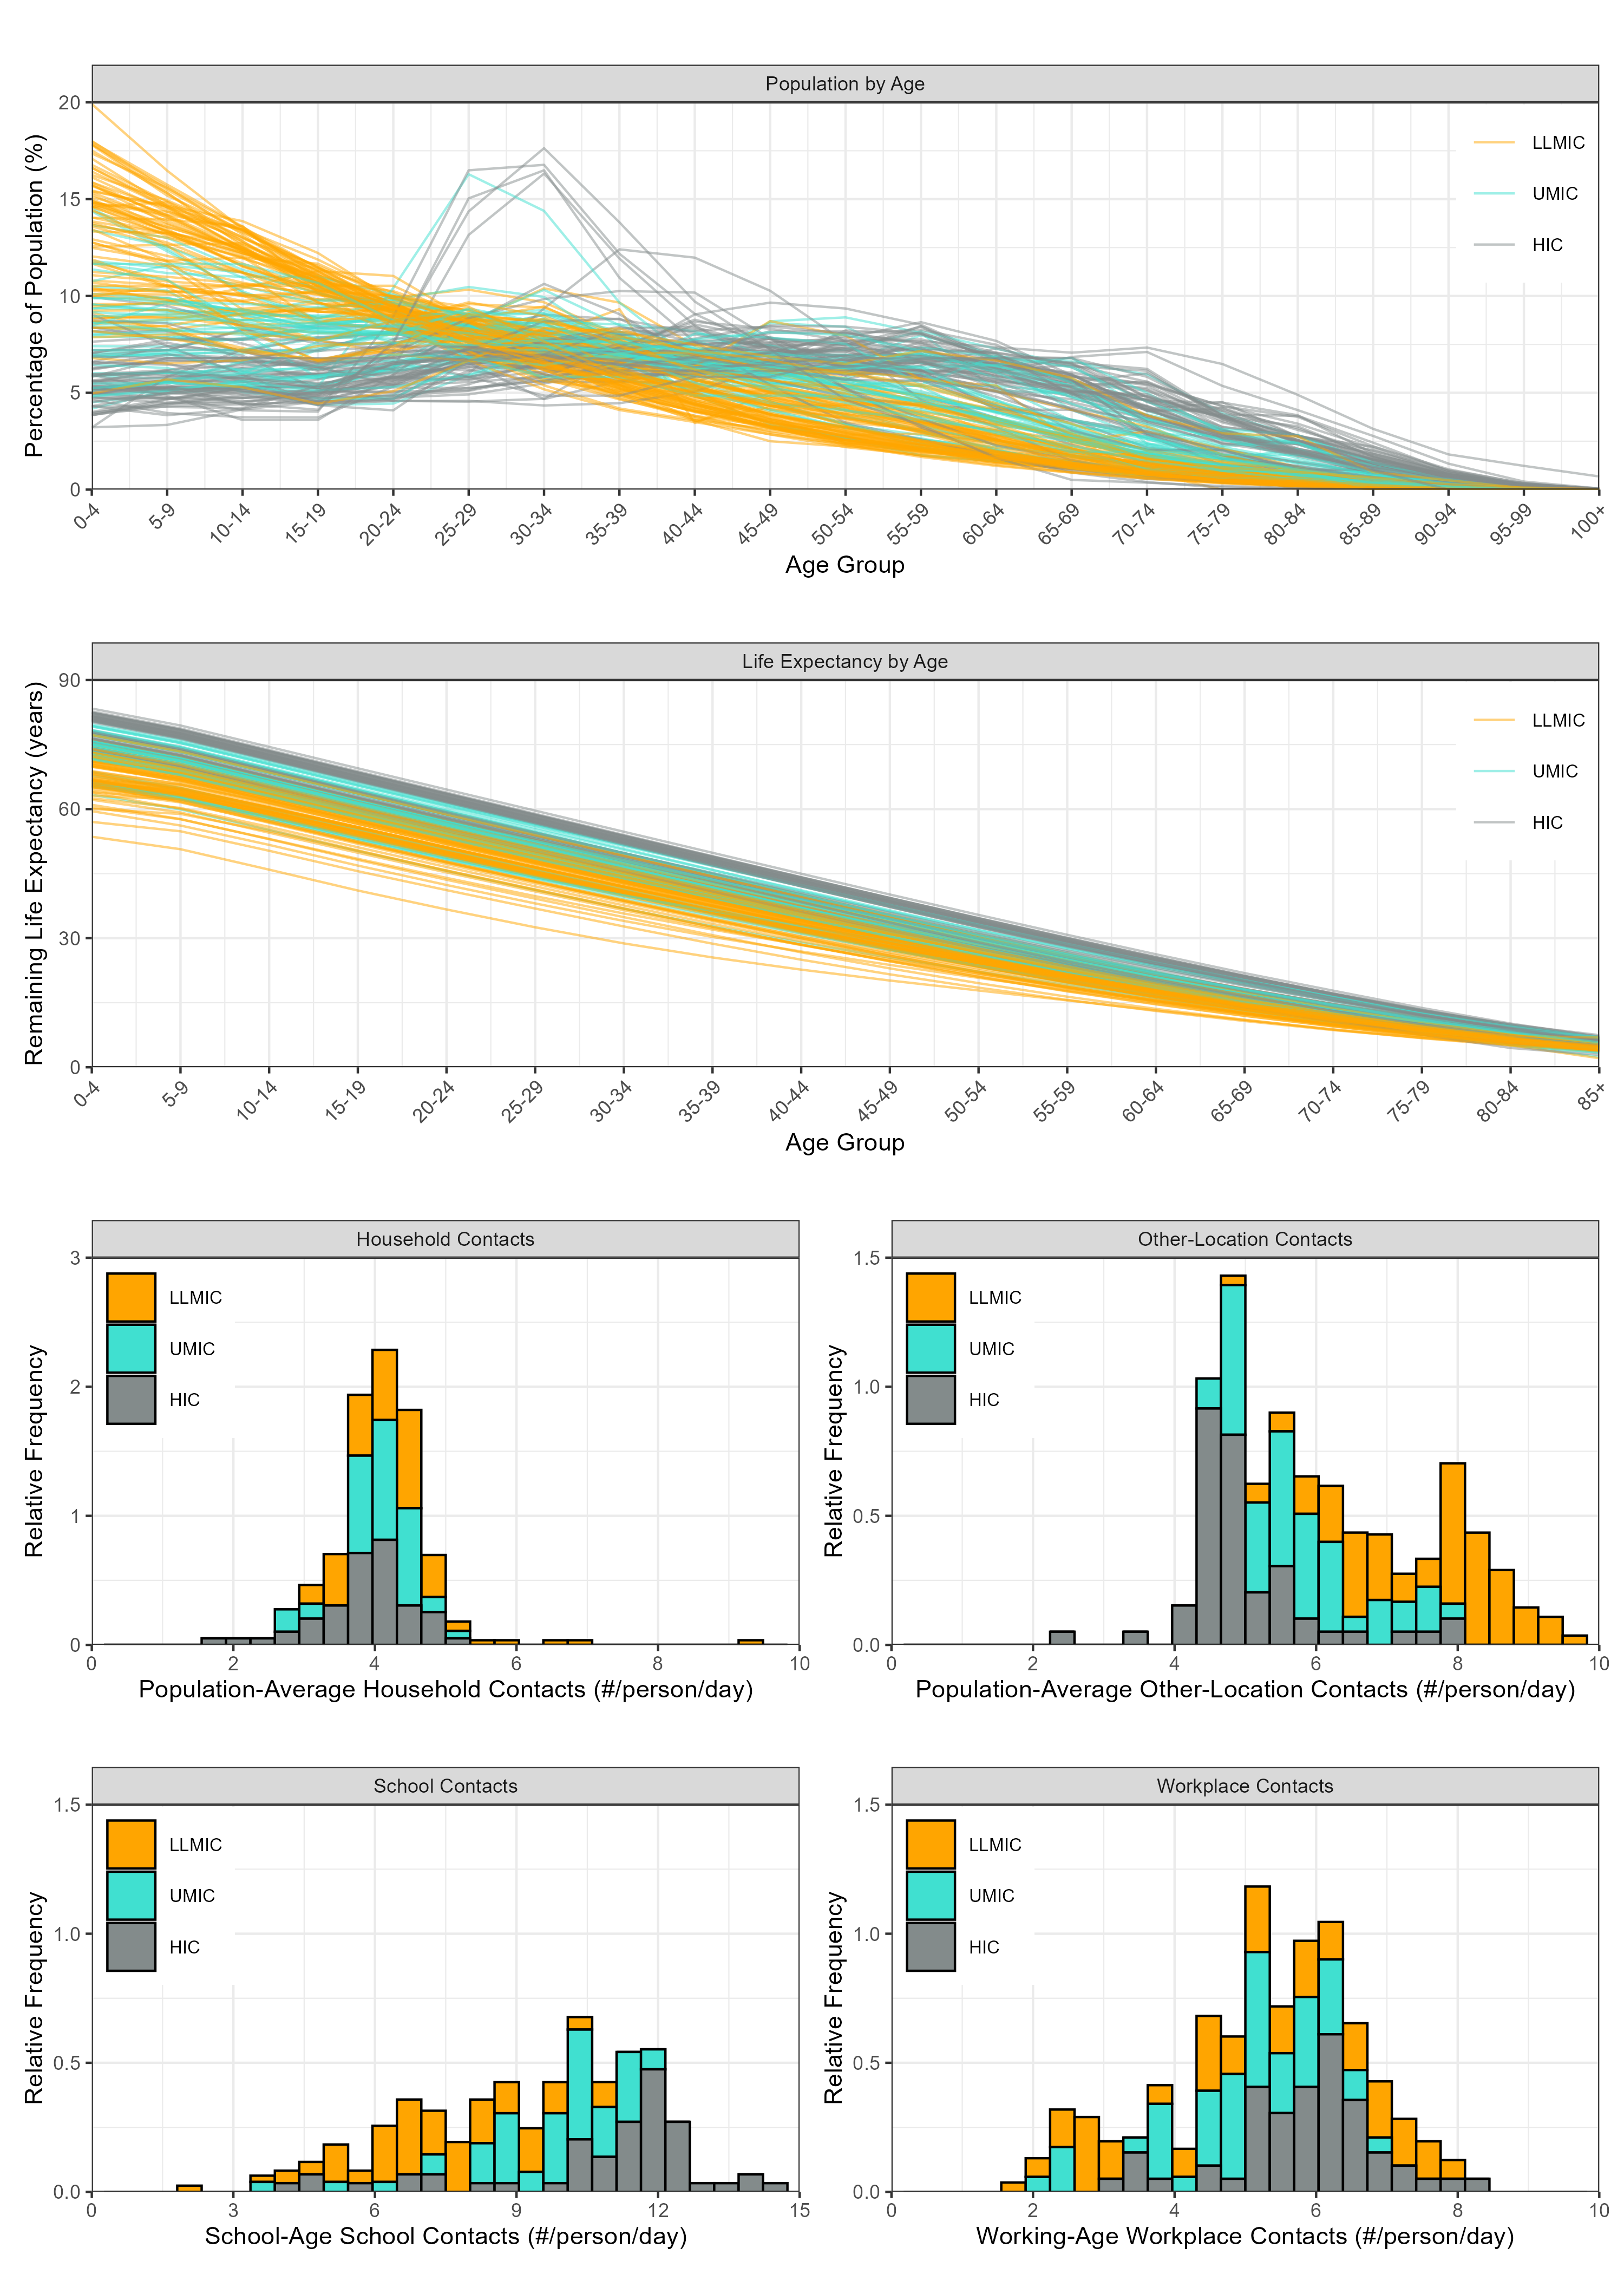 Population by Age
Percentage of Population (%)
20
15
10
5
0
LLMIC
UMIC
HIC
0-4
5-9
10-14
15-19
20-24
25-29
30-34
35-39
40-44
45-49
50-54
55-59
60-64
65-69
70-74
75-79
80-84
85-89
90-94
95-99
100+
Age Group
Life Expectancy by Age
Remaining Life Expectancy (years)
90
60
30
0
LLMIC
UMIC
HIC
0-4
5-9
10-14
15-19
20-24
25-29
30-34
35-39
40-44
45-49
50-54
55-59
60-64
65-69
70-74
75-79
80-84
85+
Age Group
Household Contacts
Relative Frequency
3
2
1
0
LLMIC
UMIC
HIC
0
2
4
6
8
10
Population-Average Household Contacts (#/person/day)
Other-Location Contacts
Relative Frequency
1.5
1.0
0.5
0.0
LLMIC
UMIC
HIC
0
2
4
6
8
10
Population-Average Other-Location Contacts (#/person/day)
School Contacts
Relative Frequency
1.5
1.0
0.5
0.0
LLMIC
UMIC
HIC
0
3
6
9
12
15
School-Age School Contacts (#/person/day)
Workplace Contacts
Relative Frequency
1.5
1.0
0.5
0.0
LLMIC
UMIC
HIC
0
2
4
6
8
10
Working-Age Workplace Contacts (#/person/day)